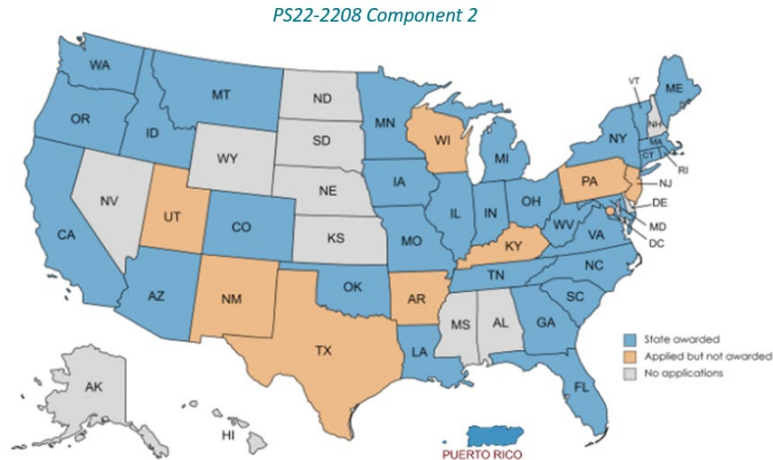 PS22-2208 Component 2
WA
MT
ND
MN
VT
ME
OR
ID
SD
WI
MI
NY
NH
MA
CT
RI
WY
NE
IA
PA
NJ
NV
UT
CO
IL
IN
OH
DE
CA
KS
MO
WV
VA
MD
KY
DC
AZ
NM
OK
AR
TN
NC
SC
TX
LA
MS
AL
GA
FL
State awarded
Applied but not awarded
No applications
AK
HI
PUERTO RICO